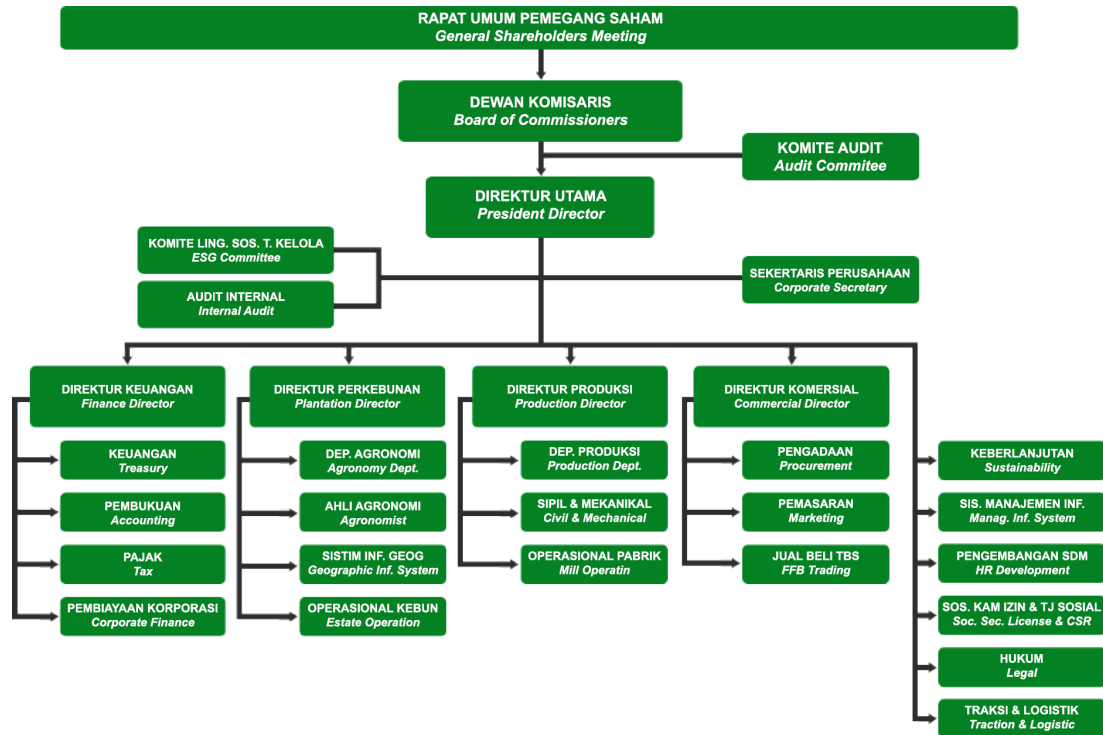 RAPAT UMUM PEMEGANG SAHAM
General Shareholders Meeting
DEWAN KOMISARIS
Board of Commissioners
KOMITE AUDIT
Audit Commitee
DIREKTUR UTAMA
President Director
KOMITE LING. SOS. T. KELOLA
ESG Committee
AUDIT INTERNAL
Internal Audit
SEKERTARIS PERUSAHAAN
Corporate Secretary
DIREKTUR KEUANGAN
Finance Director
KEUANGAN
Treasury
PEMBUKUAN
Accounting
PAJAK
Tax
PEMBIAYAAN KORPORASI
Corporate Finance
DIREKTUR PERKEBUNAN
Plantation Director
DEP. AGRONOMI
Agronomy Dept.
AHLI AGRONOMI
Agronomist
SISTIM INF. GEOG
Geographic Inf. System
OPERASIONAL KEBUN
Estate Operation
DIREKTUR PRODUKSI
Production Director
DEP. PRODUKSI
Production Dept.
SIPIL & MEKANIKAL
Civil & Mechanical
OPERASIONAL PABRIK
Mill Operatin
DIREKTUR KOMERSIAL
Commercial Director
PENGADAAN
Procurement
PEMASARAN
Marketing
JUAL BELI TBS
FFB Trading
KEBERLANJUTAN
Sustainability
SIS. MANAJEMEN INF.
Manag. Inf. System
PENGEMBANGAN SDM
HR Development
SOS. KAM IZIN & TJ SOSIAL
Soc. Sec. License & CSR
HUKUM
Legal
TRAKSI & LOGISTIK
Traction & Logistic